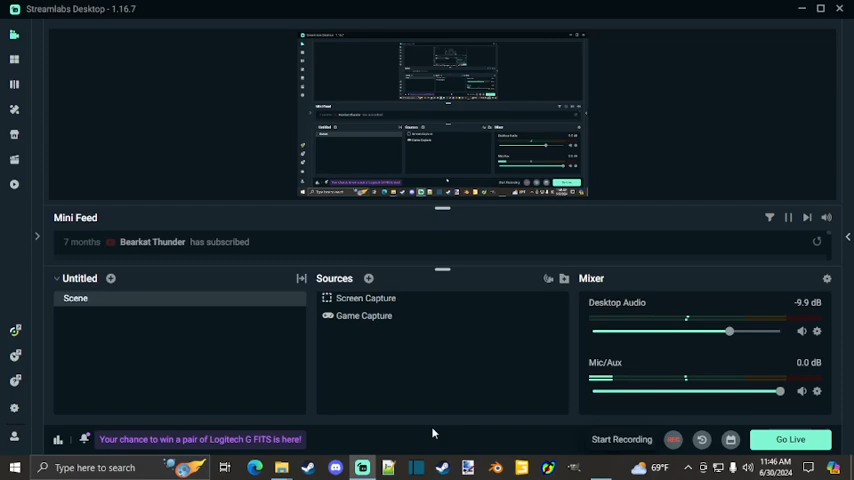 Streamlabs Desktop - 1.16.7
Mini Feed
7 months Bearkat Thunder has subscribed
Untitled
Sources
Mixer
Scene
Screen Capture
Game Capture
Desktop Audio -9.9 dB
Mic/Aux 0.0 dB
Your chance to win a pair of Logitech G FITS is here!
Start Recording
REC
Go Live
Type here to search
69°F
11:46 AM
6/30/2024